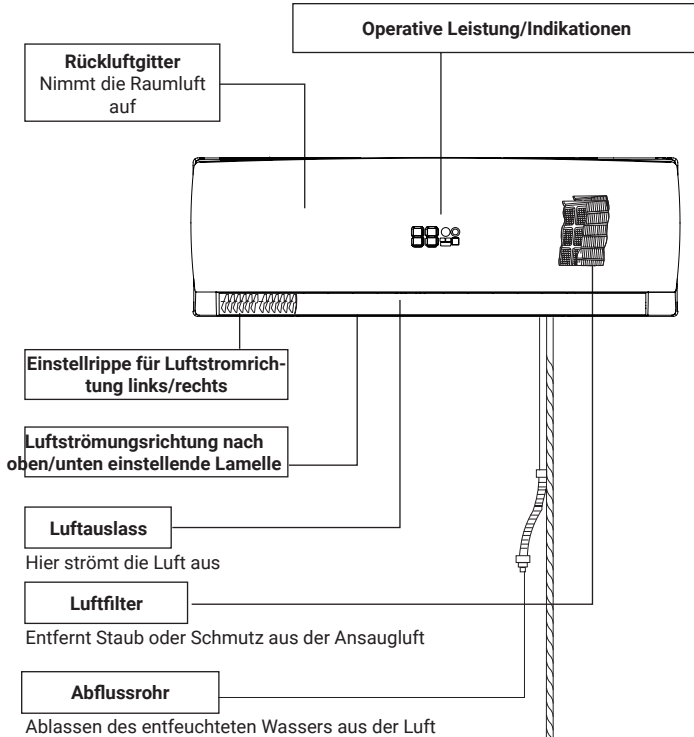 Operative Leistung/Indikationen
Rückluftgitter
Nimmt die Raumluft
auf
Einstellrippe für Luftstromrich-
tung links/rechts
Luftströmungsrichtung nach
oben/unten einstellende Lamelle
Luftauslass
Hier strömt die Luft aus
Luftfilter
Entfernt Staub oder Schmutz aus der Ansaugluft
Abflussrohr
Ablassen des entfeuchteten Wassers aus der Luft